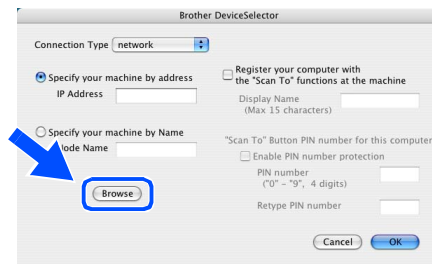 Brother DeviceSelector
Connection Type network
Specify your machine by address
IP Address
Specify your machine by Name
Node Name
Browse
Register your computer with
the "Scan To" functions at the machine
Display Name
(Max 15 characters)
"Scan To" Button PIN number for this computer
Enable PIN number protection
PIN number
("0" – "9", 4 digits)
Retype PIN number
Cancel OK